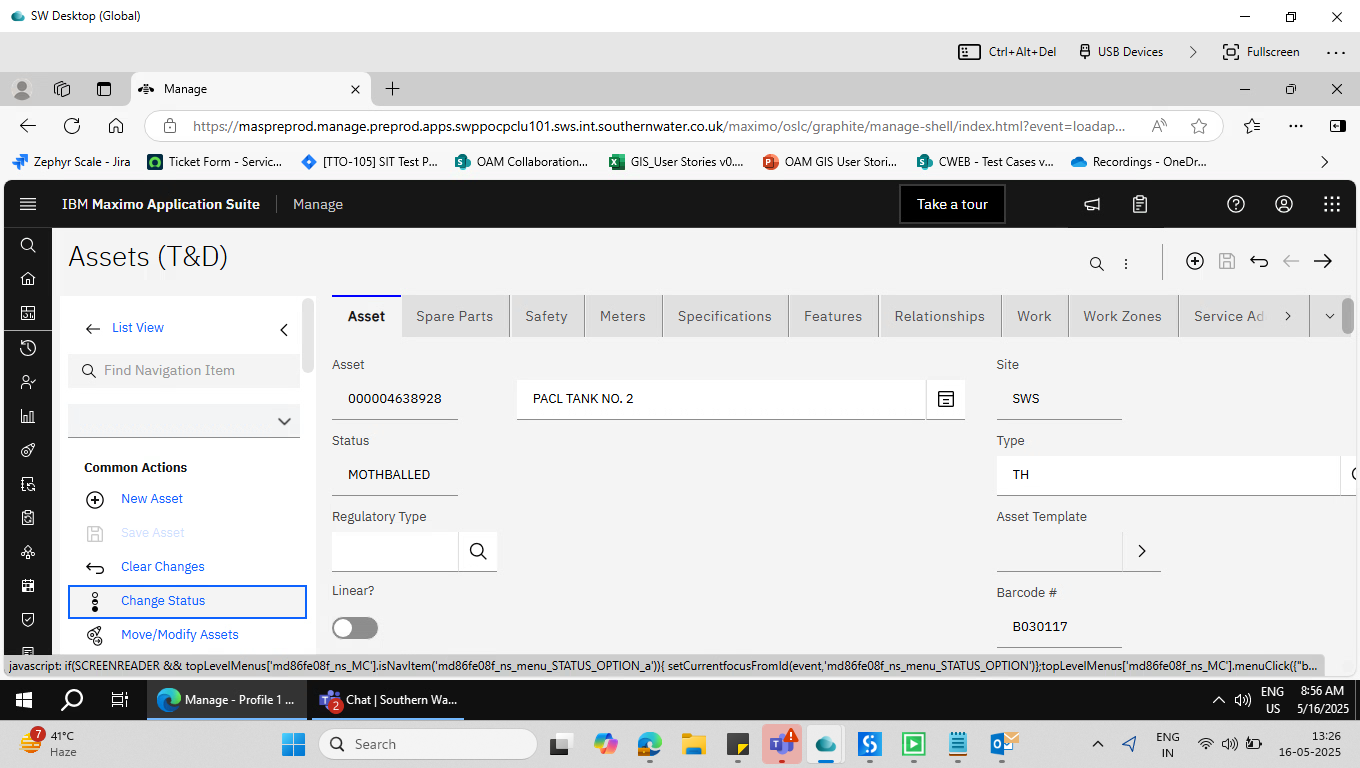 SW Desktop (Global)
Ctrl+Alt+Del
USB Devices
Fullscreen
Manage
https://maspreprod.manage.preprod.apps.swppocpclu101.sws.int.southernwater.co.uk/maximo/oslc/graphite/manage-shell/index.html?event=loadap...
Zephyr Scale - Jira
Ticket Form - Servic...
[TTO-105] SIT Test P...
OAM Collaboration...
GIS_User Stories v0....
OAM GIS User Stori...
CWEB - Test Cases v...
Recordings - OneDr...
IBM Maximo Application Suite
Manage
Take a tour
Assets (T&D)
List View
Find Navigation Item
Common Actions
New Asset
Save Asset
Clear Changes
Change Status
Move/Modify Assets
Asset
Spare Parts
Safety
Meters
Specifications
Features
Relationships
Work
Work Zones
Service Ad
Asset
000004638928
PACL TANK NO. 2
Site
SWS
Status
MOTHBALLED
Type
TH
Regulatory Type
Asset Template
Linear?
Barcode #
B030117
javascript: if(SCREENREADER && topLevelMenus['md86fe08f_ns_MC'].isNavItem('md86fe08f_ns_menu_STATUS_OPTION_a')){ setCurrentfocusFromId(event,'md86fe08f_ns_menu_STATUS_OPTION')};topLevelMenus['md86fe08f_ns_MC'].menuClick({"b...
Manage - Profile 1 ...
2
Chat | Southern Wa...
ENG
US
8:56 AM
5/16/2025
7
41°C
Haze
Search
ENG
IN
13:26
16-05-2025